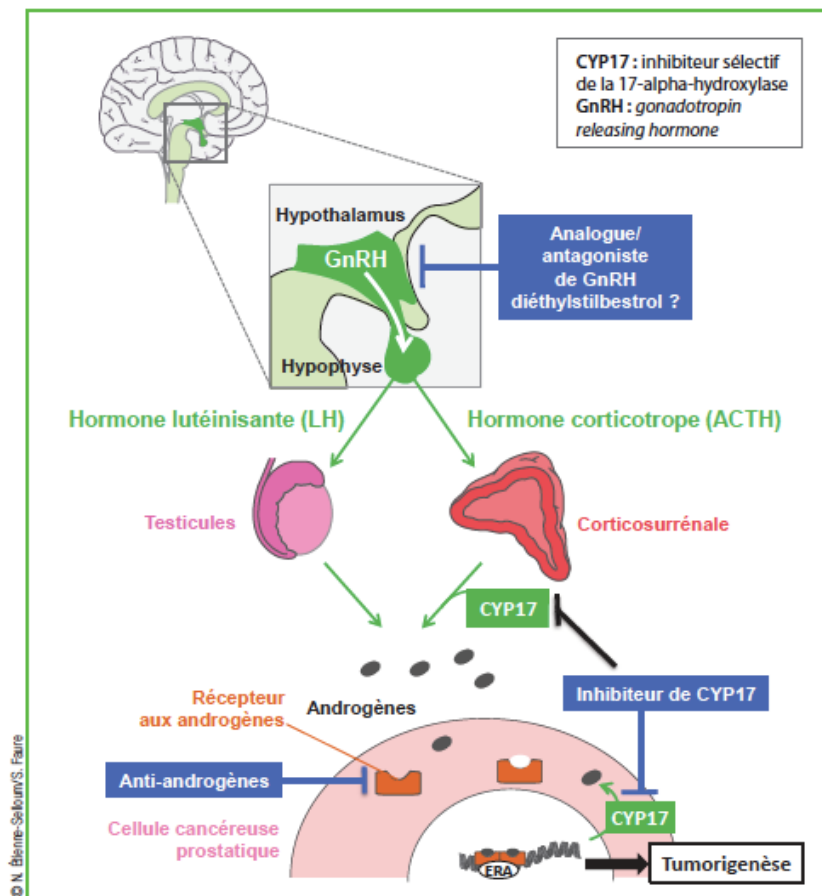 CYP17 : inhibiteur sélectif
de la 17-alpha-hydroxylase
GnRH : gonadotropin
releasing hormone
Hypothalamus
GnRH
Hypophyse
Analogue/
antagoniste
de GnRH
diéthylstilbestrol ?
Hormone lutéinisante (LH)
Hormone corticotrope (ACTH)
Testicules
Corticosurrénale
CYP17
Androgènes
Inhibiteur de CYP17
Récepteur
aux androgènes
Anti-androgènes
Cellule cancéreuse
prostatique
CYP17
ERA
Tumorigenèse
© N. Étienne-Selloum/S. Faure